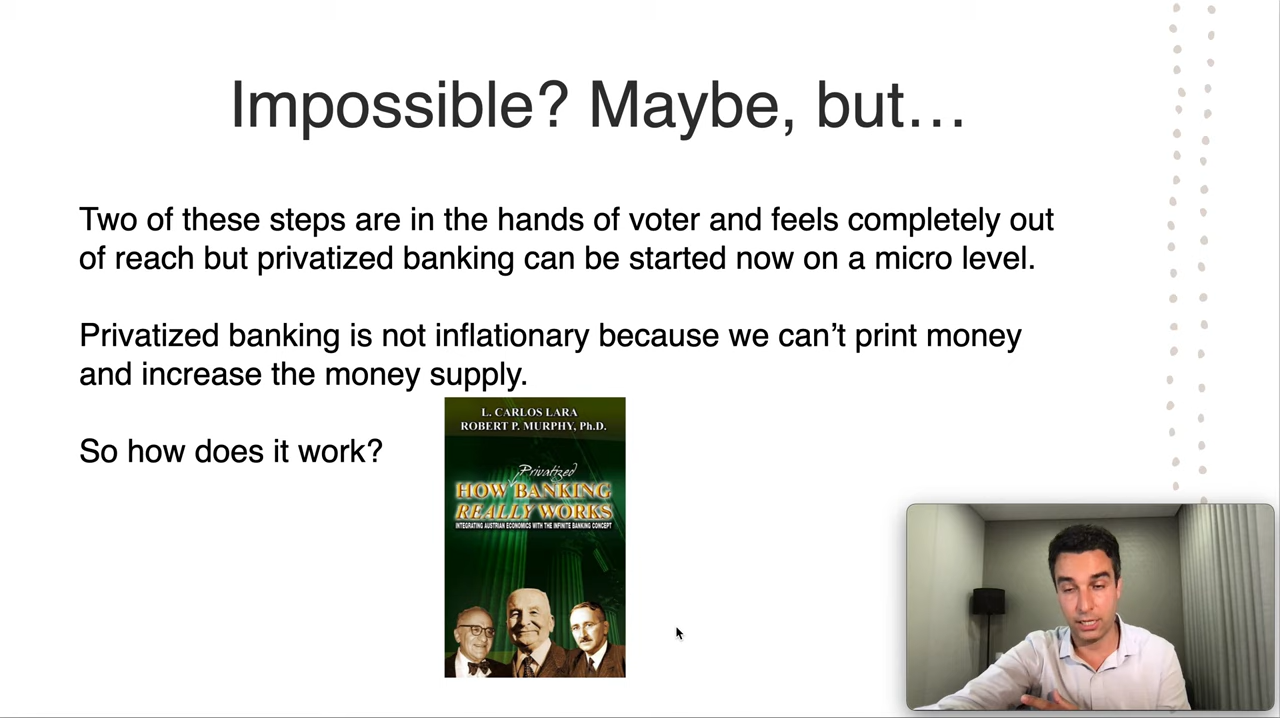 Impossible? Maybe, but…
Two of these steps are in the hands of voter and feels completely out
of reach but privatized banking can be started now on a micro level.
Privatized banking is not inflationary because we can’t print money
and increase the money supply.
So how does it work?
L. CARLOS LARA
ROBERT P. MURPHY, Ph.D.
Privatized
HOW BANKING
REALLY WORKS
INTEGRATING AUSTRIAN ECONOMICS WITH THE INFINITE BANKING CONCEPT